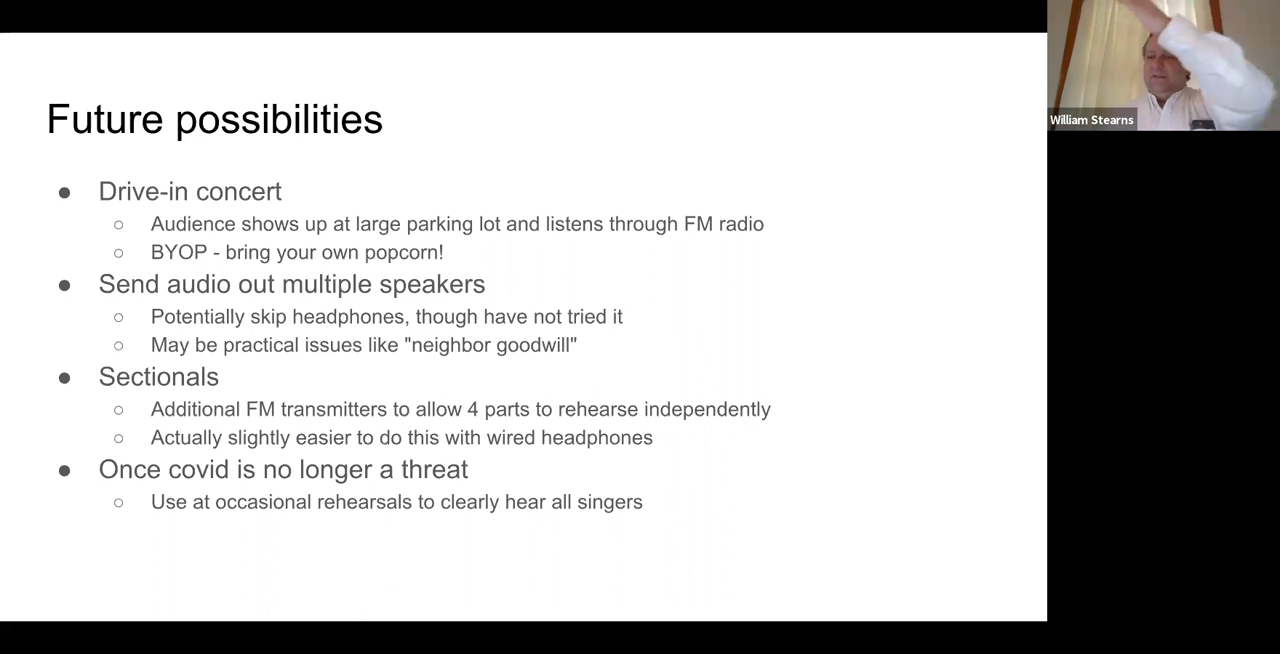 Future possibilities
● Drive-in concert
○ Audience shows up at large parking lot and listens through FM radio
○ BYOP - bring your own popcorn!
● Send audio out multiple speakers
○ Potentially skip headphones, though have not tried it
○ May be practical issues like "neighbor goodwill"
● Sectionals
○ Additional FM transmitters to allow 4 parts to rehearse independently
○ Actually slightly easier to do this with wired headphones
● Once covid is no longer a threat
○ Use at occasional rehearsals to clearly hear all singers
William Stearns